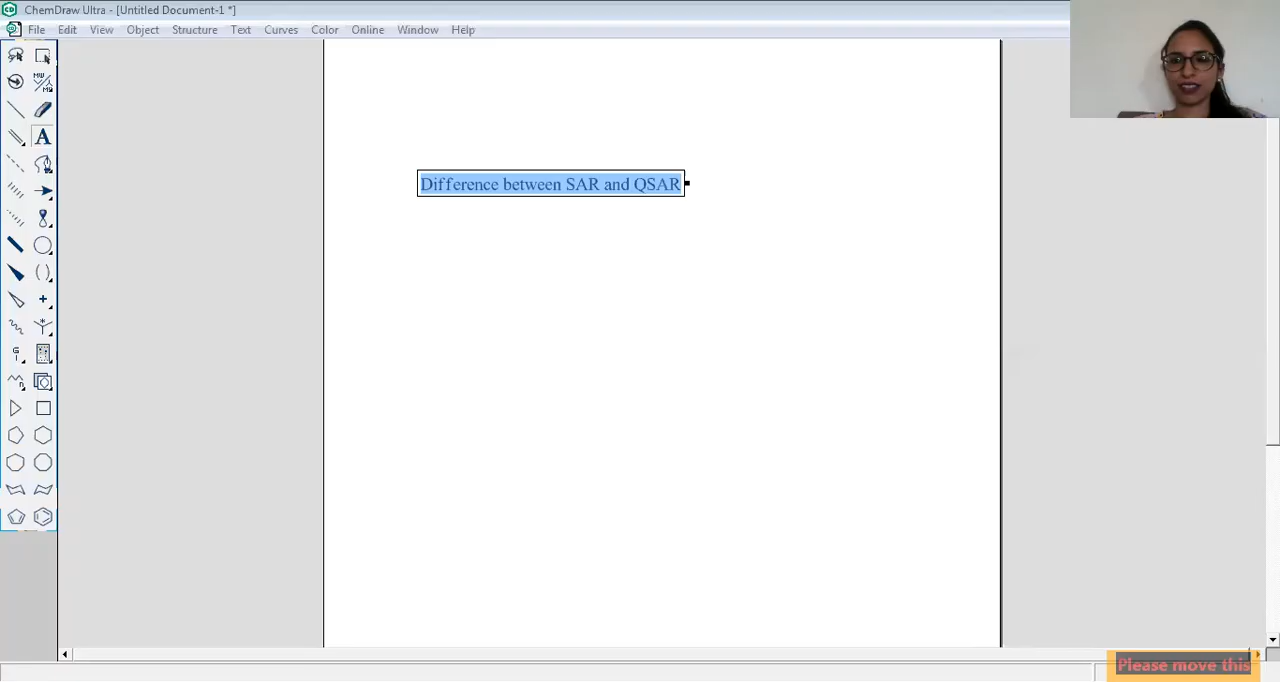 ChemDraw Ultra - [Untitled Document-1 *]
File Edit View Object Structure Text Curves Color Online Window Help
Difference between SAR and QSAR
Please move this